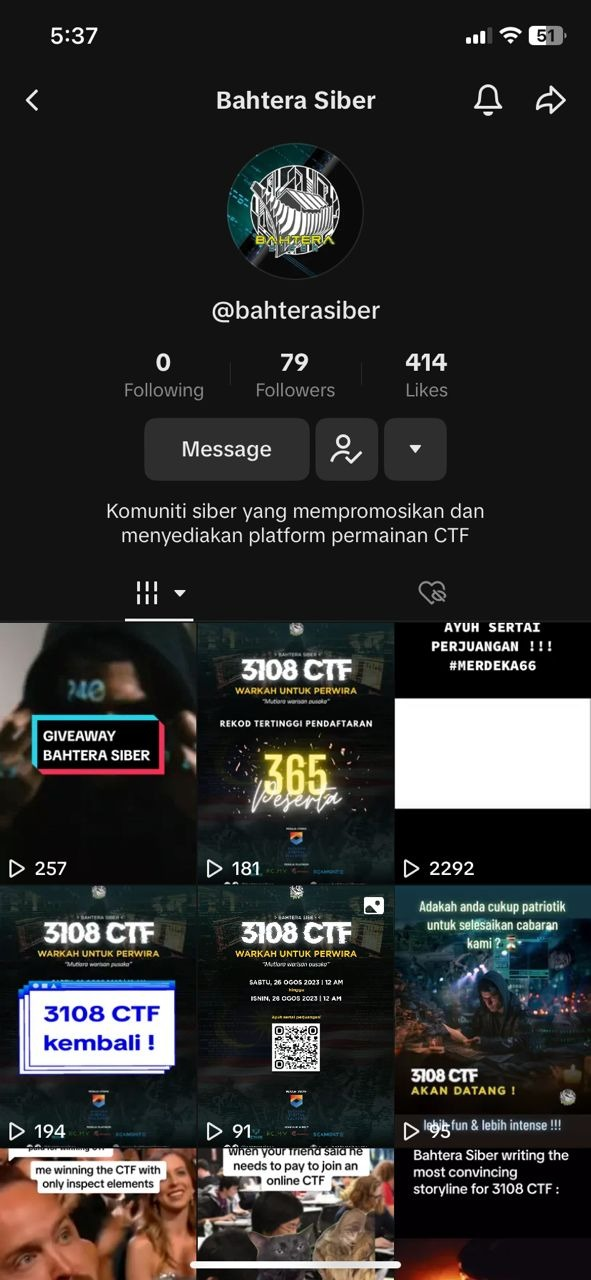 5:37
51
Bahtera Siber
BAHTERA
@bahterasiber
0
79
414
Following
Followers
Likes
Message
Komuniti siber yang mempromosikan dan
menyediakan platform permainan CTF
GIVEAWAY
BAHTERA SIBER
257
BAHTERA SIBER
3108 CTF
WARKAH UNTUK PERWIRA
"Mutiara warisan pusaka"
REKOD TERTINGGI PENDAFTARAN
365
Peserta
181
AYUH SERTAI
PERJUANGAN !!!
#MERDEKA66
2292
BAHTERA SIBER
3108 CTF
WARKAH UNTUK PERWIRA
"Mutiara warisan pusaka"
3108 CTF
kembali !
194
BAHTERA SIBER
3108 CTF
WARKAH UNTUK PERWIRA
"Mutiara warisan pusaka"
SABTU, 26 OGOS 2023 | 12 AM
hingga
ISNIN, 26 OGOS 2023 | 12 AM
Ayuh sertai perjuangan!
91
Adakah anda cukup patriotik
untuk selesaikan cabaran
kami ?
3108 CTF
AKAN DATANG !
lebih fun & lebih intense !!!
95
me winning the CTF with
only inspect elements
when your friend said he
needs to pay to join an
online CTF
Bahtera Siber writing the
most convincing
storyline for 3108 CTF :